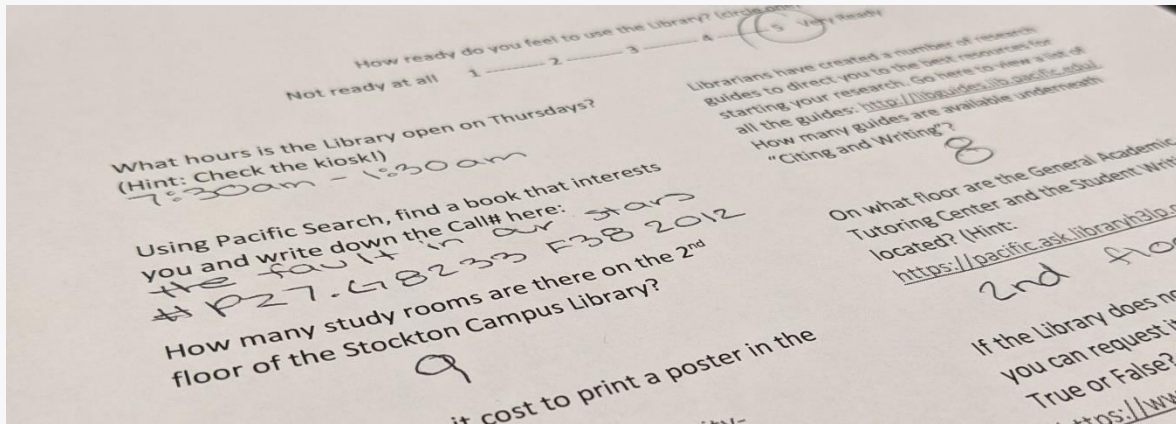 How ready do you feel to use the Library? (circle one)
Not ready at all 1 2 3 4 5 Very Ready
What hours is the Library open on Thursdays?
(Hint: Check the kiosk!)
7:30am - 1:30am
Using Pacific Search, find a book that interests
you and write down the Call# here:
the fault in our stars
# PZ7.G8233 F38 2012
How many study rooms are there on the 2nd
floor of the Stockton Campus Library?
9
it cost to print a poster in the
Librarians have created a number of research
guides to direct you to the best resources for
starting your research. Go here to view a list of
all the guides: http://libguides.lib.pacific.edu/
How many guides are available underneath
"Citing and Writing"?
8
On what floor are the General Academic
Tutoring Center and the Student Writ
located? (Hint:
https://pacific.ask.libraryh3lp
2nd flo
If the Library does
you can request
True or False?